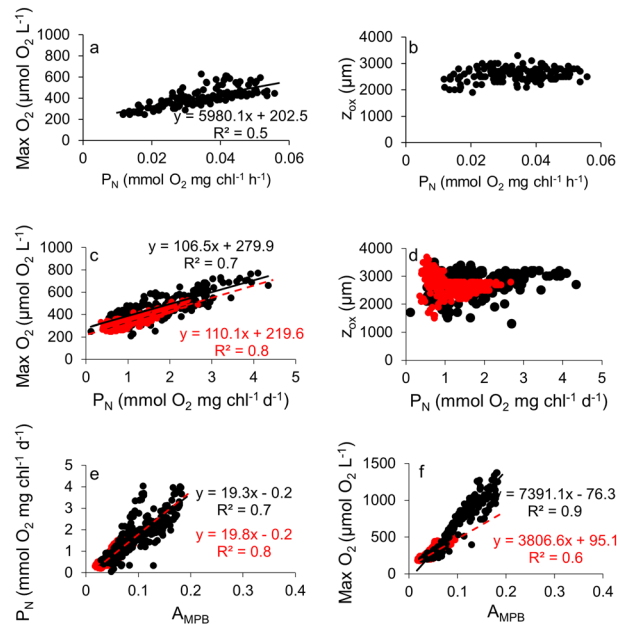 a
Max O2 (µmol O2 L-1)
1000
800
600
400
200
0
y = 5980.1x + 202.5
R² = 0.5
0 0.02 0.04 0.06
PN (mmol O2 mg chl-1 h-1)
b
zox (µm)
4000
3000
2000
1000
0
0 0.02 0.04 0.06
PN (mmol O2 mg chl-1 h-1)
c
Max O2 (µmol O2 L-1)
1000
800
600
400
200
0
y = 106.5x + 279.9
R² = 0.7
y = 110.1x + 219.6
R² = 0.8
0 1 2 3 4 5
PN (mmol O2 mg chl-1 d-1)
d
zox (µm)
4000
3000
2000
1000
0
0 1 2 3 4 5
PN (mmol O2 mg chl-1 d-1)
e
PN (mmol O2 mg chl-1 d-1)
5
4
3
2
1
0
y = 19.3x - 0.2
R² = 0.7
y = 19.8x - 0.2
R² = 0.8
0.0 0.1 0.2 0.3 0.4
AMPB
f
Max O2 (µmol O2 L-1)
1500
1000
500
0
= 7391.1x - 76.3
R² = 0.9
y = 3806.6x + 95.1
R² = 0.6
0.0 0.1 0.2 0.3 0.4
AMPB